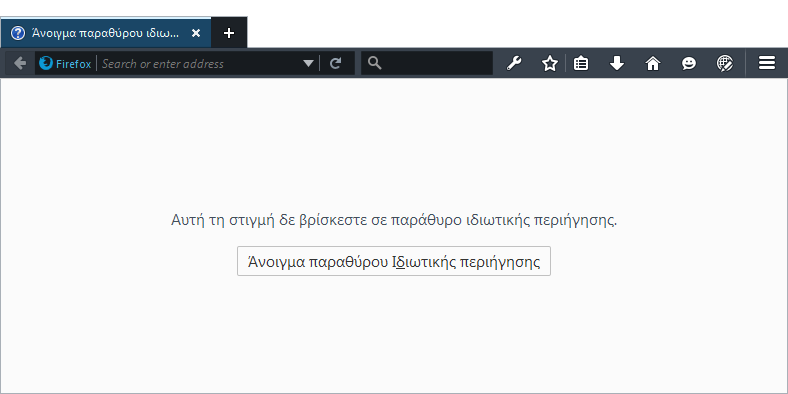 Άνοιγμα παραθύρου ιδιω...
Firefox Search or enter address
Αυτή τη στιγμή δε βρίσκεστε σε παράθυρο ιδιωτικής περιήγησης.
Άνοιγμα παραθύρου Ιδιωτικής περιήγησης